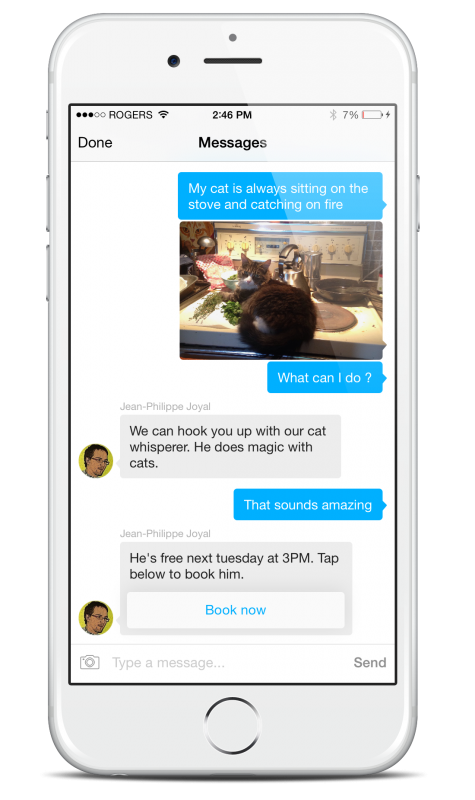 ROGERS 2:46 PM 7%
Done Messages
My cat is always sitting on the
stove and catching on fire
What can I do ?
Jean-Philippe Joyal
We can hook you up with our cat
whisperer. He does magic with
cats.
That sounds amazing
Jean-Philippe Joyal
He's free next tuesday at 3PM. Tap
below to book him.
Book now
Type a message... Send